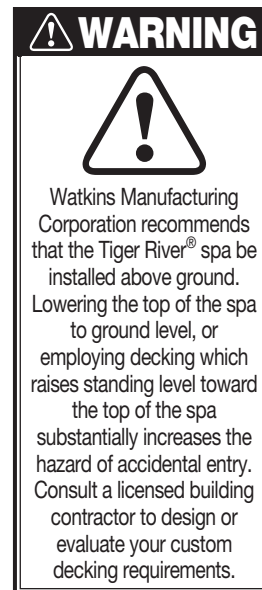 WARNING
Watkins Manufacturing
Corporation recommends
that the Tiger River® spa be
installed above ground.
Lowering the top of the spa
to ground level, or
employing decking which
raises standing level toward
the top of the spa
substantially increases the
hazard of accidental entry.
Consult a licensed building
contractor to design or
evaluate your custom
decking requirements.